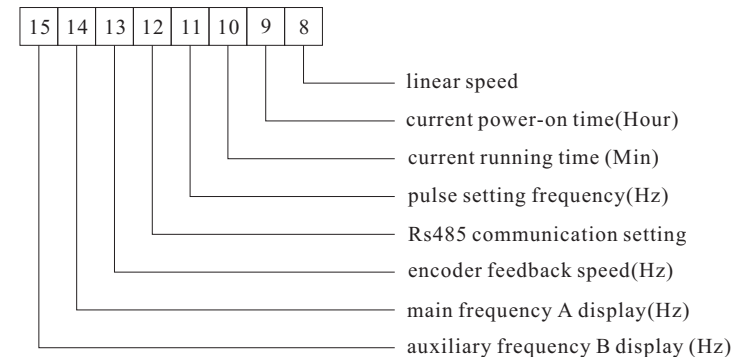 15 14 13 12 11 10 9 8
linear speed
current power-on time(Hour)
current running time (Min)
pulse setting frequency(Hz)
Rs485 communication setting
encoder feedback speed(Hz)
main frequency A display(Hz)
auxiliary frequency B display (Hz)